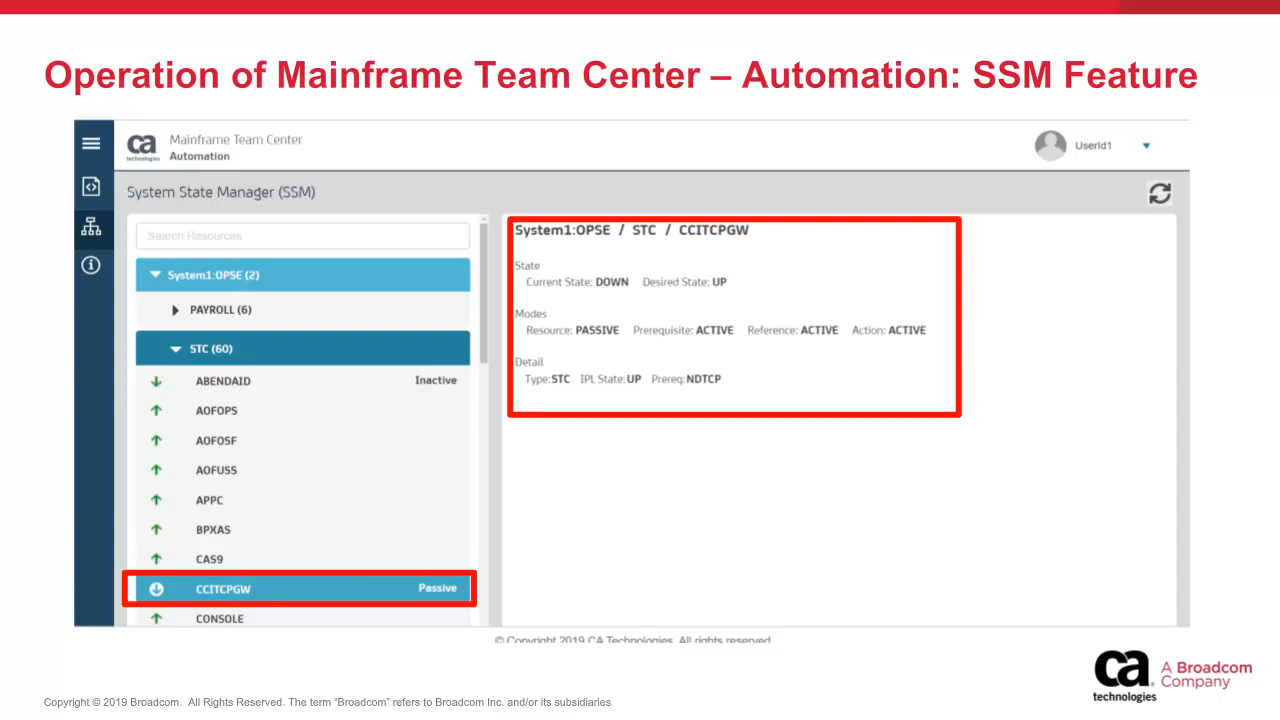 Operation of Mainframe Team Center – Automation: SSM Feature
ca technologies
Mainframe Team Center
Automation
UserId1
System State Manager (SSM)
Search Resources
System1:OPSE (2)
PAYROLL (6)
STC (60)
ABENDAID Inactive
AOFOPS
AOFOSF
AOFUSS
APPC
BPXAS
CAS9
CCITCPGW Passive
CONSOLE
System1:OPSE / STC / CCITCPGW
State
Current State: DOWN Desired State: UP
Modes
Resource: PASSIVE Prerequisite: ACTIVE Reference: ACTIVE Action: ACTIVE
Detail
Type:STC IPL State:UP Prereq:NDTCP
© Copyright 2019 CA Technologies. All rights reserved
ca technologies
A Broadcom
Company
Copyright © 2019 Broadcom. All Rights Reserved. The term “Broadcom” refers to Broadcom Inc. and/or its subsidiaries.